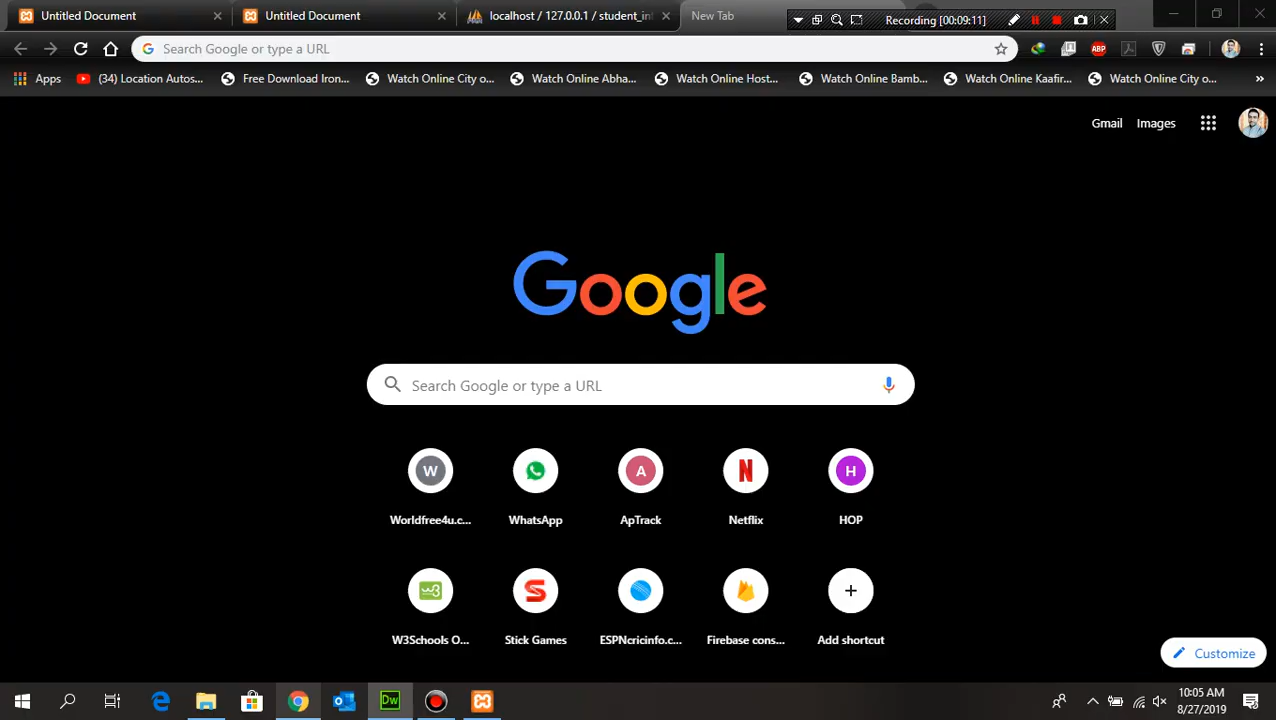 Untitled Document
Untitled Document
localhost / 127.0.0.1 / student_in
New Tab
Recording [00:09:11]
Search Google or type a URL
ABP
Apps
(34) Location Autos...
Free Download Iron...
Watch Online City o...
Watch Online Abha...
Watch Online Host...
Watch Online Bamb...
Watch Online Kaafir...
Watch Online City o...
»
Gmail
Images
Google
Search Google or type a URL
W
A
N
H
Worldfree4u.c...
WhatsApp
ApTrack
Netflix
HOP
w3
S
W3Schools O...
Stick Games
ESPNcricinfo.c...
Firebase cons...
Add shortcut
Customize
Dw
10:05 AM
8/27/2019